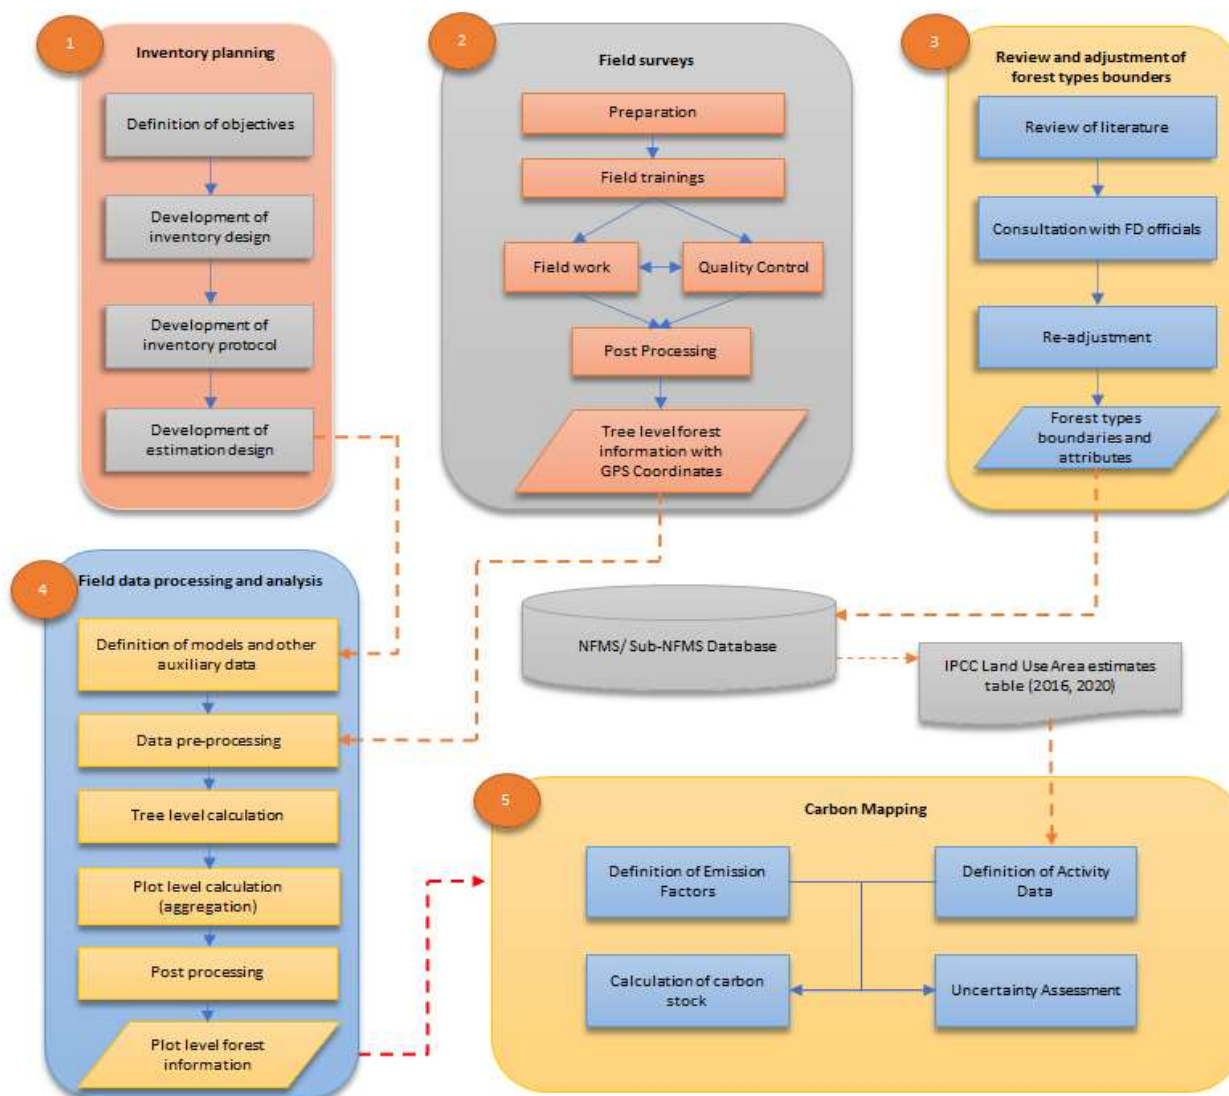 1
Inventory planning
Definition of objectives
Development of
inventory design
Development of
inventory protocol
Development of
estimation design
2
Field surveys
Preparation
Field trainings
Field work
Quality Control
Post Processing
Tree level forest
information with
GPS Coordinates
3
Review and adjustment of
forest types bounders
Review of literature
Consultation with FD officials
Re-adjustment
Forest types
boundaries and
attributes
4
Field data processing and analysis
Definition of models and other
auxiliary data
Data pre-processing
Tree level calculation
Plot level calculation
(aggregation)
Post processing
Plot level forest
information
NFMS/ Sub-NFMS Database
IPCC Land Use Area estimates
table (2016, 2020)
5
Carbon Mapping
Definition of Emission
Factors
Definition of Activity
Data
Calculation of carbon
stock
Uncertainty Assessment